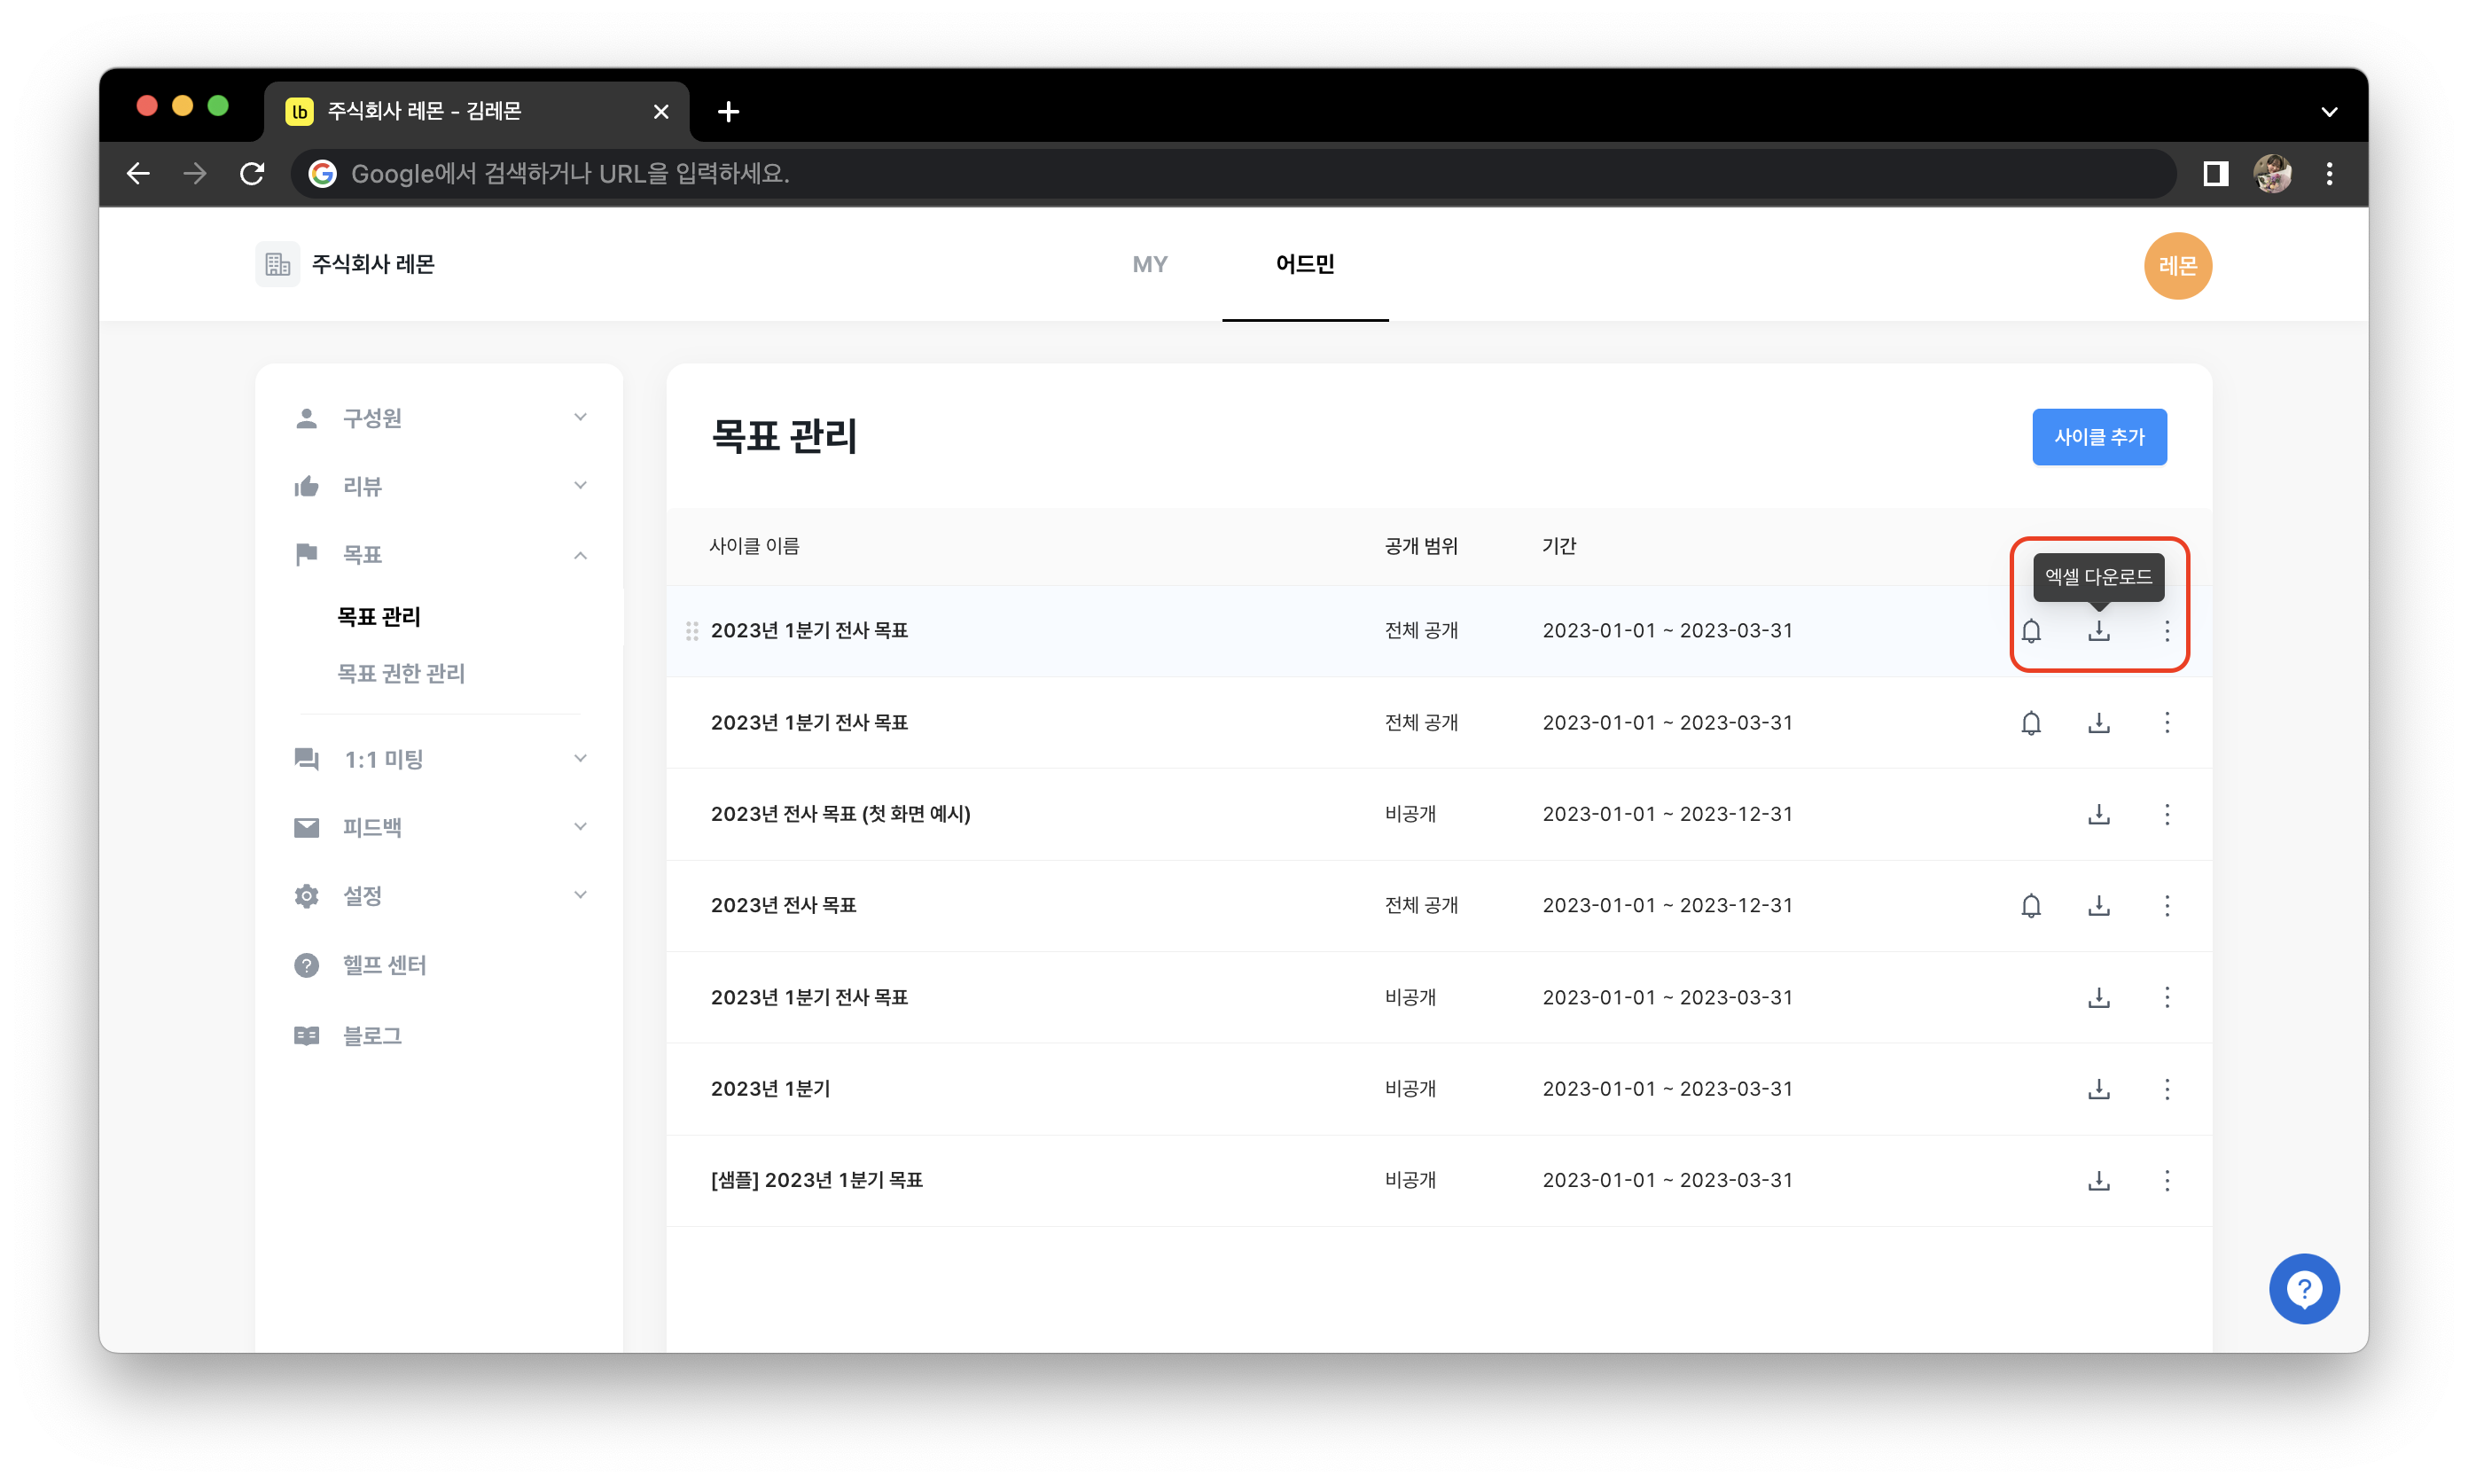 lb 주식회사 레몬 - 김레몬
Google에서 검색하거나 URL을 입력하세요.
주식회사 레몬 MY 어드민 레몬
구성원
리뷰
목표
목표 관리
목표 권한 관리
1:1 미팅
피드백
설정
헬프 센터
블로그
목표 관리 사이클 추가
사이클 이름 공개 범위 기간
엑셀 다운로드
2023년 1분기 전사 목표 전체 공개 2023-01-01 ~ 2023-03-31
2023년 1분기 전사 목표 전체 공개 2023-01-01 ~ 2023-03-31
2023년 전사 목표 (첫 화면 예시) 비공개 2023-01-01 ~ 2023-12-31
2023년 전사 목표 전체 공개 2023-01-01 ~ 2023-12-31
2023년 1분기 전사 목표 비공개 2023-01-01 ~ 2023-03-31
2023년 1분기 비공개 2023-01-01 ~ 2023-03-31
[샘플] 2023년 1분기 목표 비공개 2023-01-01 ~ 2023-03-31